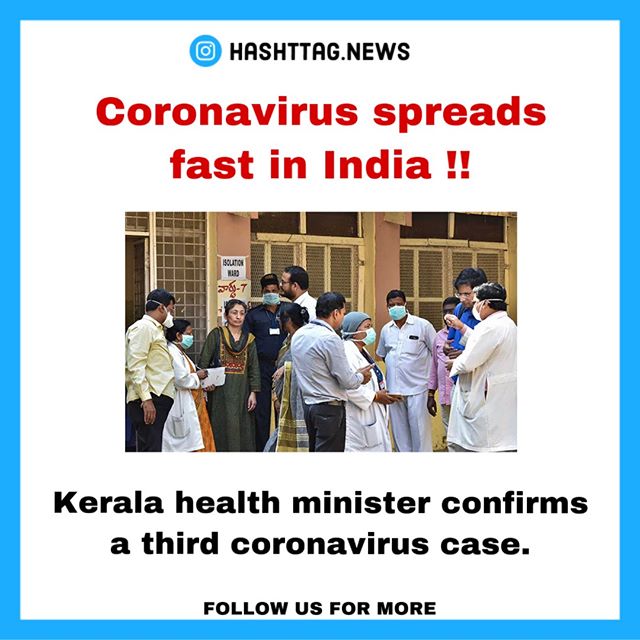 HASHTTAG.NEWS
Coronavirus spreads
fast in India !!
ISOLATION
WARD
వార్డు-7
Kerala health minister confirms
a third coronavirus case.
FOLLOW US FOR MORE